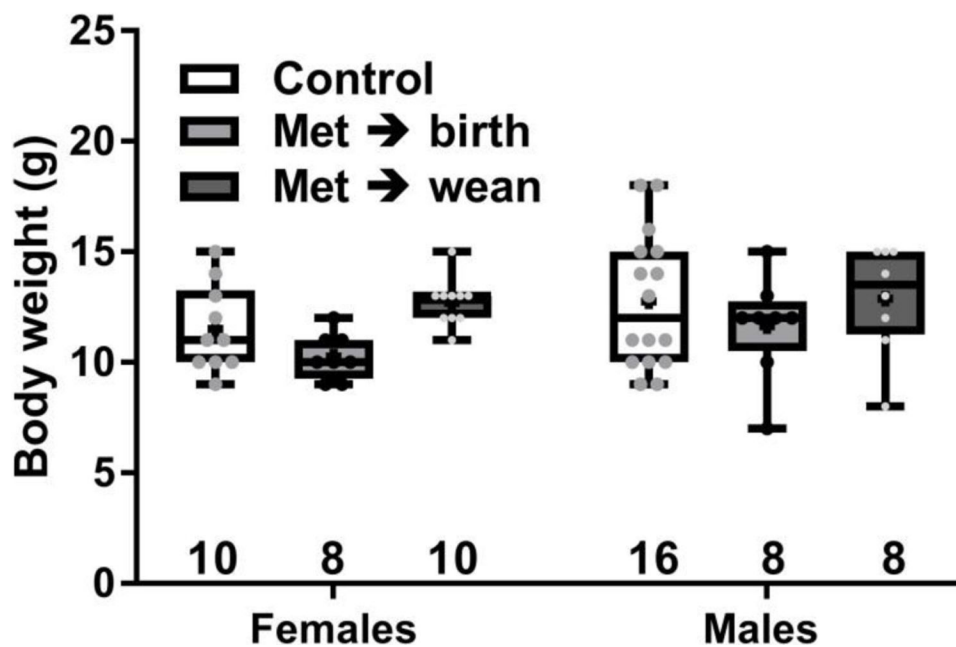 Body weight (g)
25
20
15
10
5
0
Control
Met ➔ birth
Met ➔ wean
10 8 10 16 8 8
Females Males